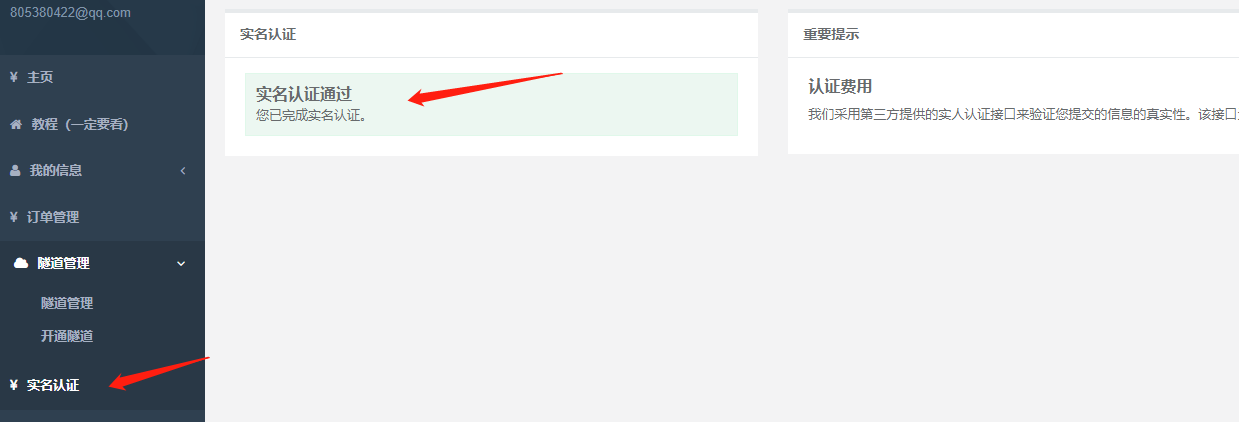 805380422@qq.com
¥ 主页
教程（一定要看）
我的信息
¥ 订单管理
隧道管理
隧道管理
开通隧道
¥ 实名认证
实名认证
实名认证通过
您已完成实名认证。
重要提示
认证费用
我们采用第三方提供的实人认证接口来验证您提交的信息的真实性。该接口